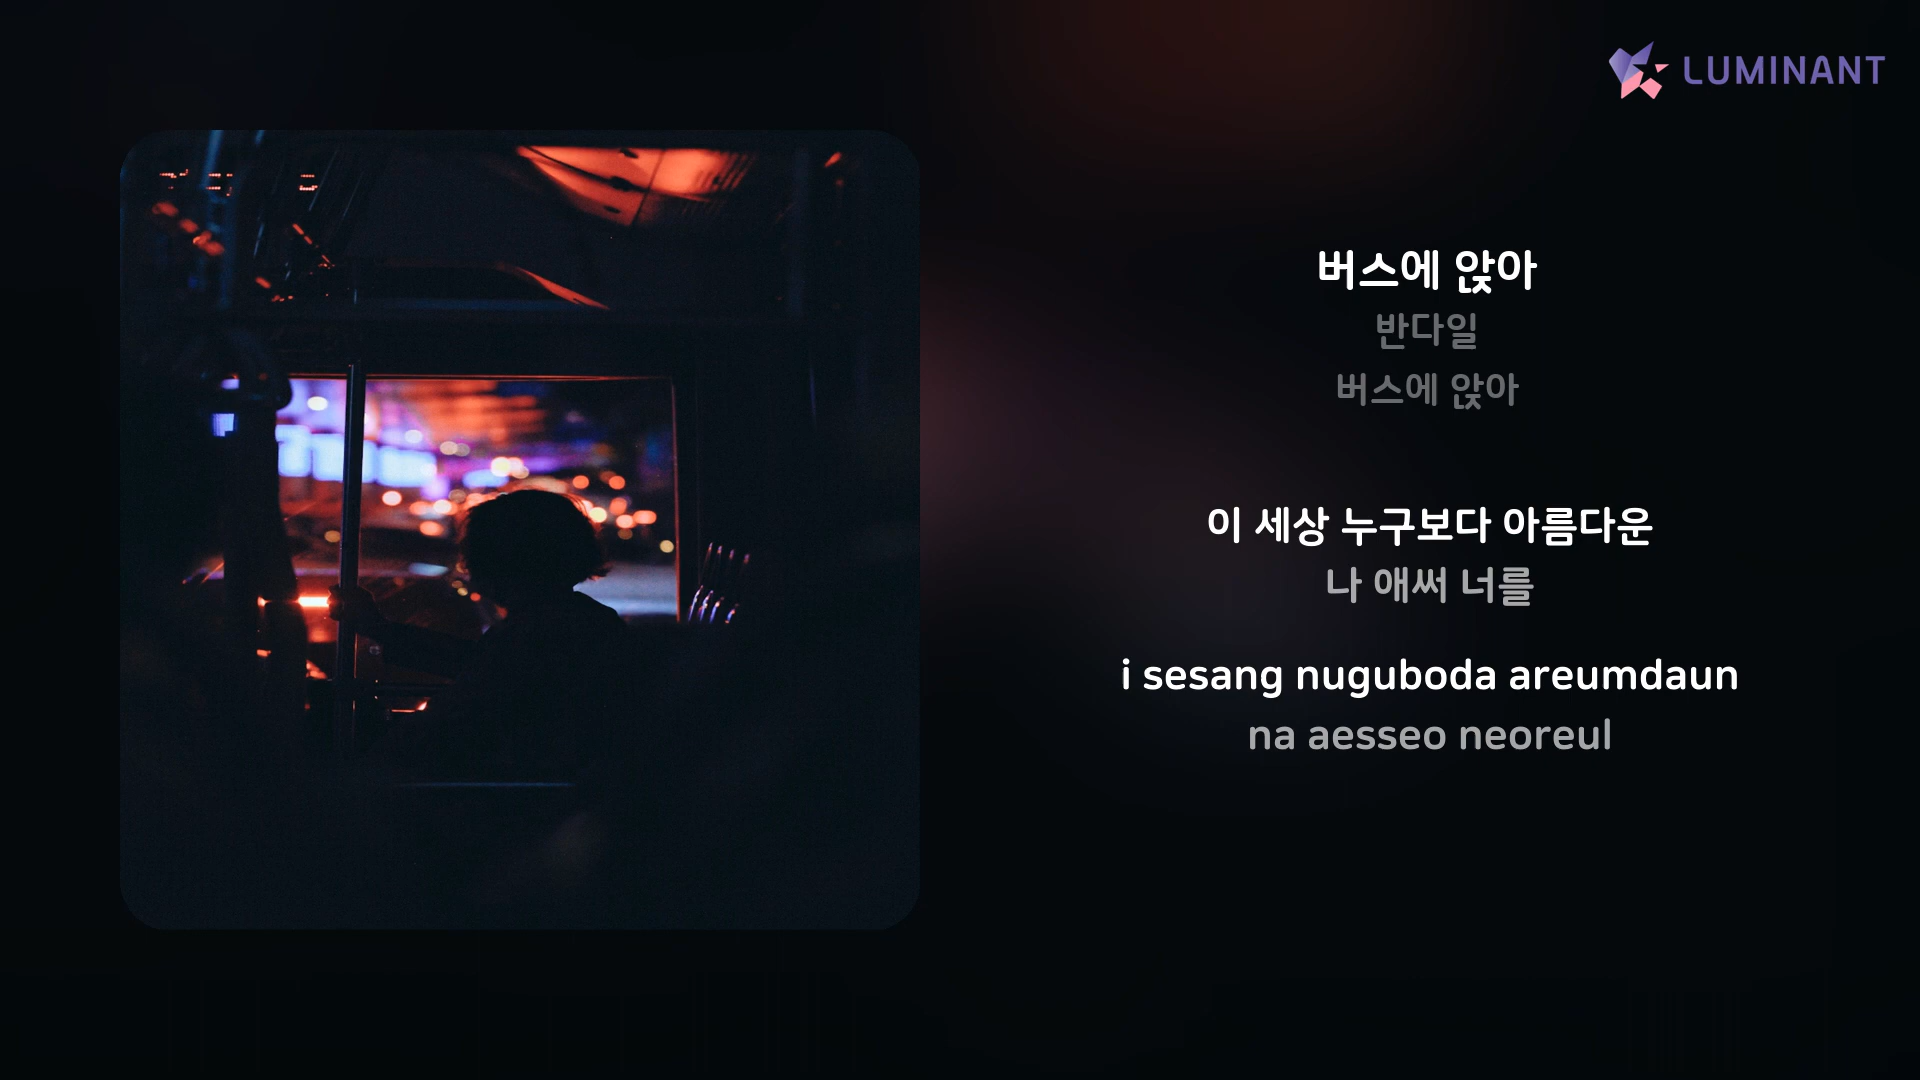 LUMINANT
버스에 앉아
반다일
버스에 앉아
이 세상 누구보다 아름다운
나 애써 너를
i sesang nuguboda areumdaun
na aesseo neoreul